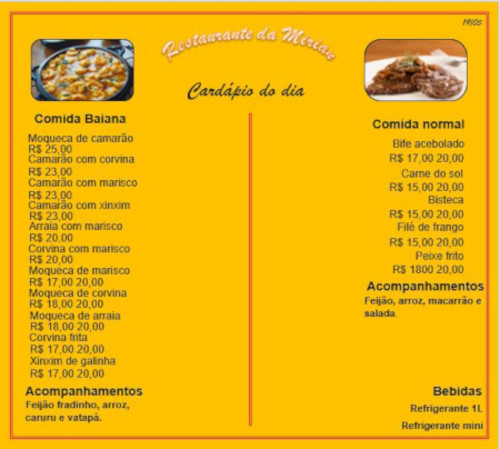 19/05
Restaurante da Mirian
Cardápio do dia
Comida Baiana
Moqueca de camarão
R$ 25,00
Camarão com corvina
R$ 23,00
Camarão com marisco
R$ 23,00
Camarão com xinxim
R$ 23,00
Arraia com marisco
R$ 20,00
Corvina com marisco
R$ 20,00
Moqueca de marisco
R$ 17,00 20,00
Moqueca de corvina
R$ 18,00 20,00
Moqueca de arraia
R$ 18,00 20,00
Corvina frita
R$ 17,00 20,00
Xinxim de galinha
R$ 17,00 20,00
Acompanhamentos
Feijão fradinho, arroz,
caruru e vatapá.
Comida normal
Bife acebolado
R$ 17,00 20,00
Carne do sol
R$ 15,00 20,00
Bisteca
R$ 15,00 20,00
Filé de frango
R$ 15,00 20,00
Peixe frito
R$ 1800 20,00
Acompanhamentos
Feijão, arroz, macarrão e
salada.
Bebidas
Refrigerante 1L
Refrigerante mini